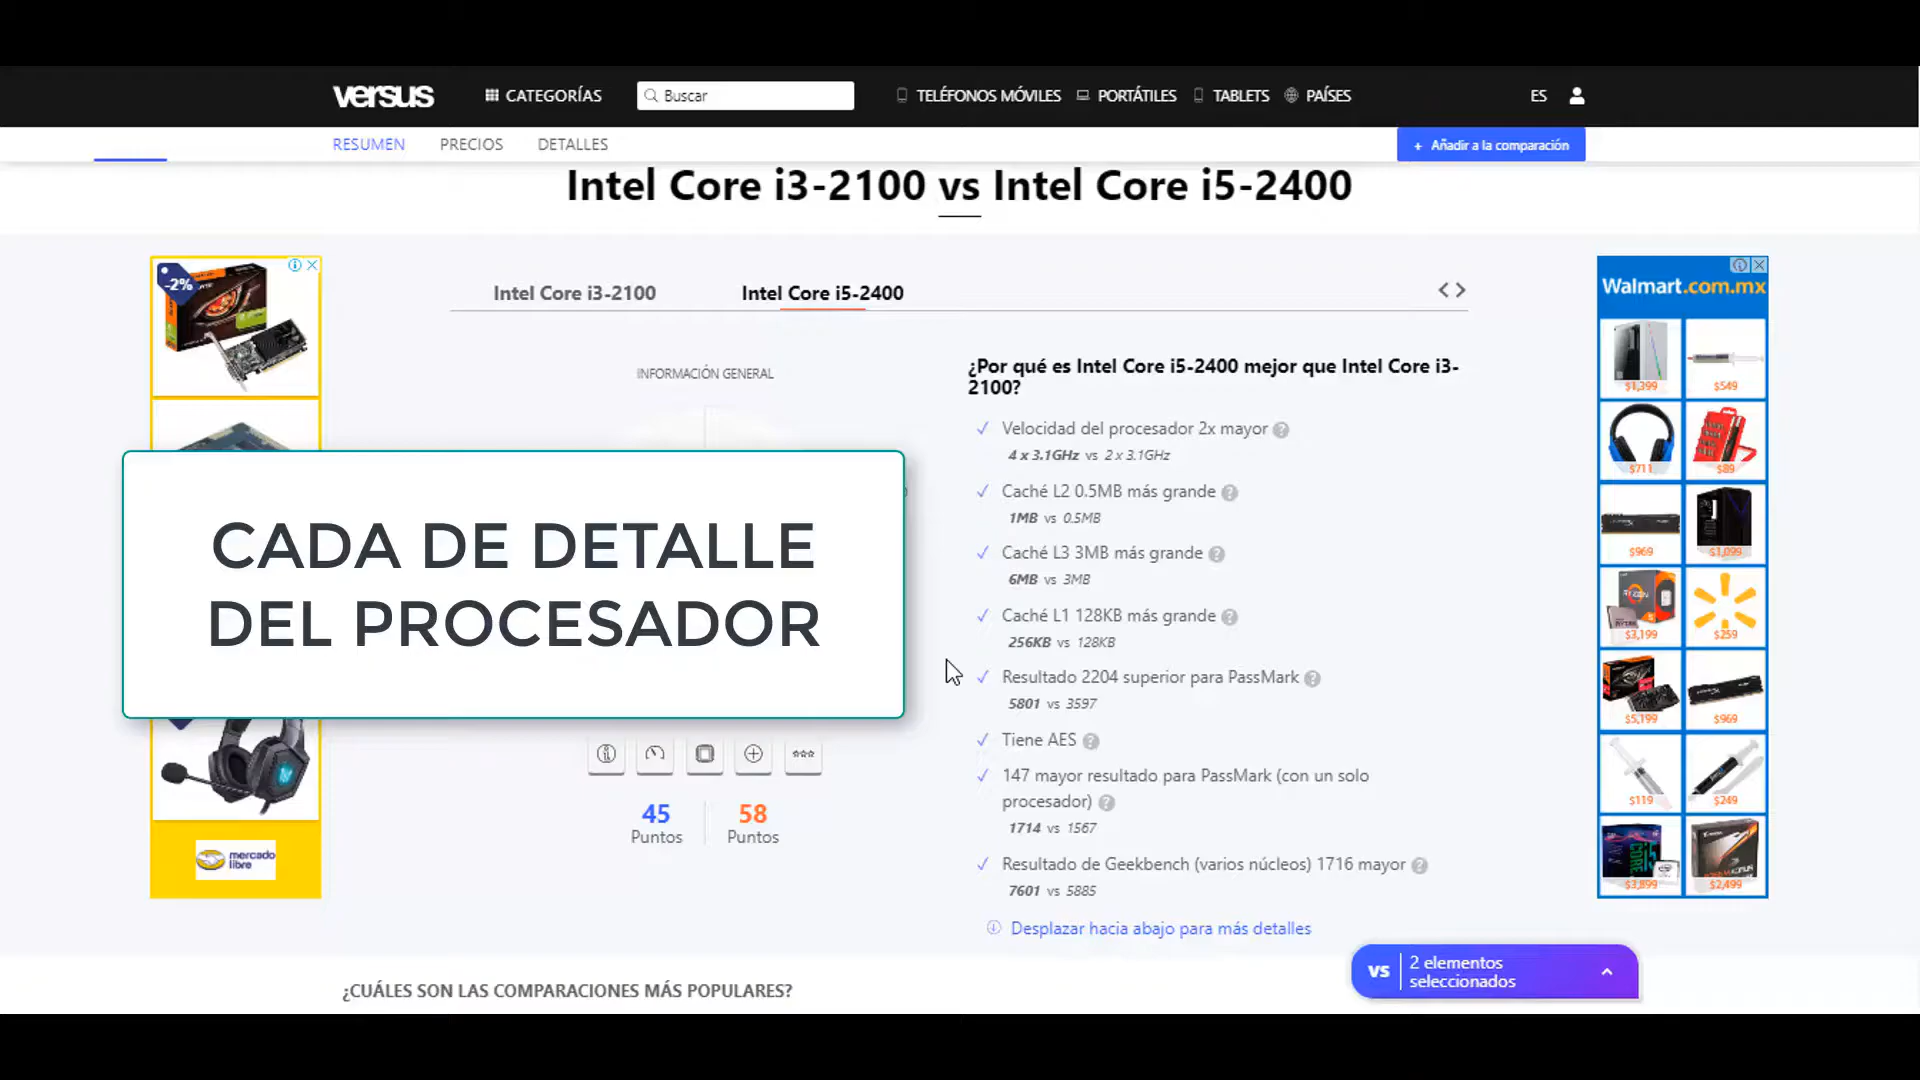 versus
CATEGORÍAS
Buscar
TELÉFONOS MÓVILES
PORTÁTILES
TABLETS
PAÍSES
ES
RESUMEN
PRECIOS
DETALLES
+ Añadir a la comparación
Intel Core i3-2100 vs Intel Core i5-2400
-2%
Intel Core i3-2100
Intel Core i5-2400
INFORMACIÓN GENERAL
CADA DE DETALLE
DEL PROCESADOR
45
Puntos
58
Puntos
mercado
libre
¿Por qué es Intel Core i5-2400 mejor que Intel Core i3-
2100?
Velocidad del procesador 2x mayor
4 x 3.1GHz vs 2 x 3.1GHz
Caché L2 0.5MB más grande
1MB vs 0.5MB
Caché L3 3MB más grande
6MB vs 3MB
Caché L1 128KB más grande
256KB vs 128KB
Resultado 2204 superior para PassMark
5801 vs 3597
Tiene AES
147 mayor resultado para PassMark (con un solo
procesador)
1714 vs 1567
Resultado de Geekbench (varios núcleos) 1716 mayor
7601 vs 5885
Desplazar hacia abajo para más detalles
Walmart.com.mx
$1,399
$549
$711
$89
$969
$1,099
RYZEN
$3,199
$259
$5,199
$969
$119
$249
CORE
$3,899
$2,499
VS
2 elementos
seleccionados
¿CUÁLES SON LAS COMPARACIONES MÁS POPULARES?